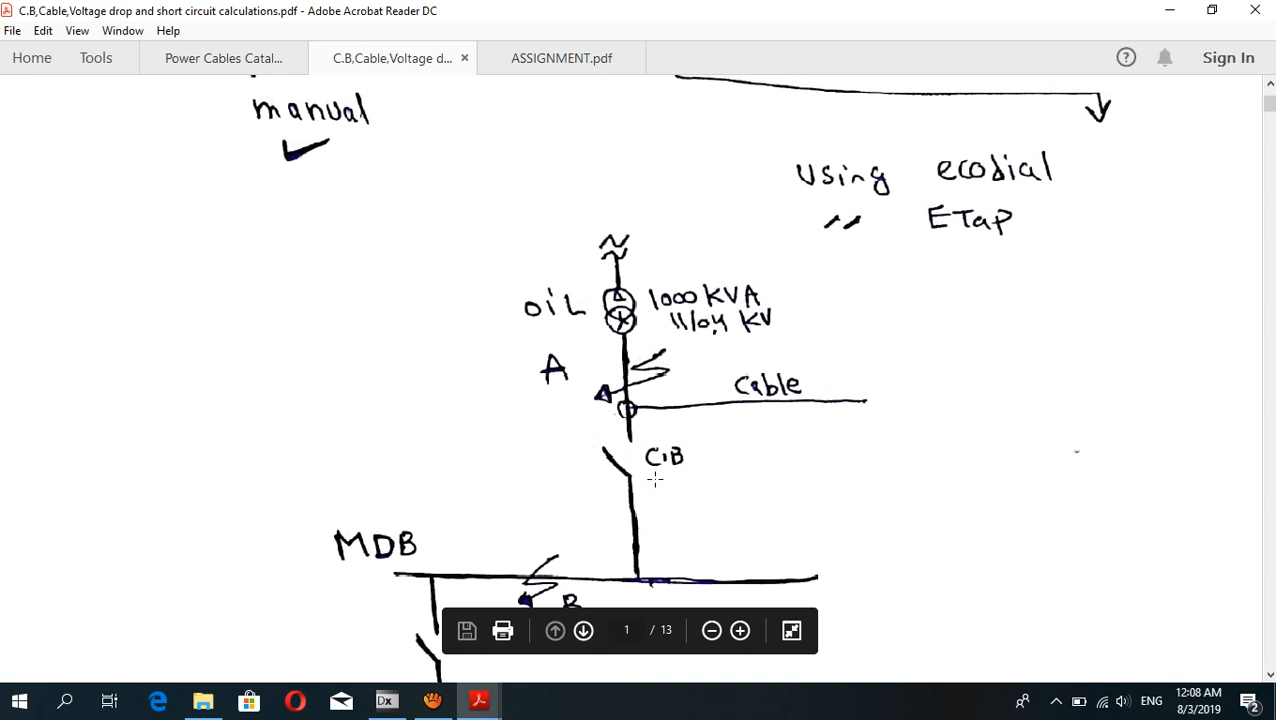 C.B,Cable,Voltage drop and short circuit calculations.pdf - Adobe Acrobat Reader DC
File Edit View Window Help
Home Tools Power Cables Catal... C.B,Cable,Voltage d... ASSIGNMENT.pdf Sign In
manual
Using ecodial
" ETap
OIL 1000 KVA
11/0,4 KV
A
Cable
C.B
MDB
B
1 / 13
12:08 AM
ENG
8/3/2019
2